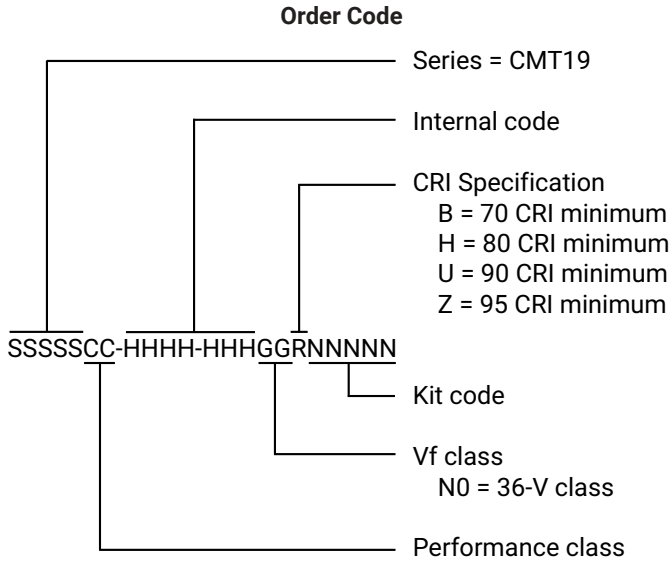 Order Code
Series = CMT19
Internal code
CRI Specification
B = 70 CRI minimum
H = 80 CRI minimum
U = 90 CRI minimum
Z = 95 CRI minimum
SSSSSCC-HHHH-HHHGGRNNNNN
Kit code
Vf class
N0 = 36-V class
Performance class